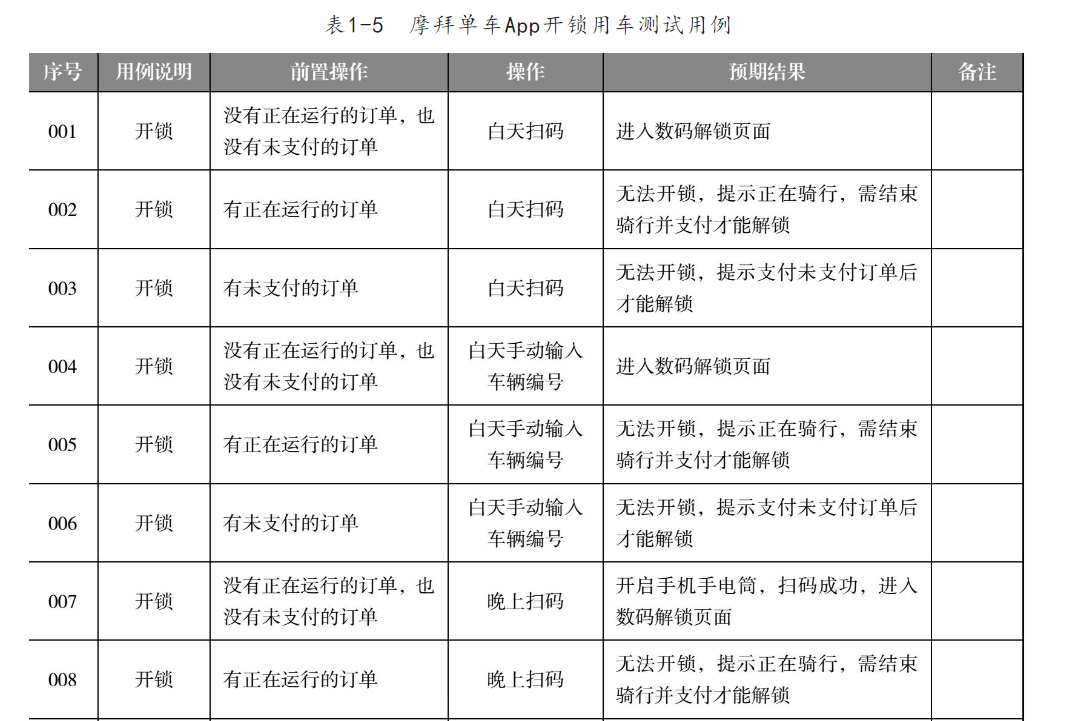 表1-5 摩拜单车App开锁用车测试用例
序号 用例说明 前置操作 操作 预期结果 备注
001 开锁 没有正在运行的订单，也 白天扫码 进入数码解锁页面
没有未支付的订单
002 开锁 有正在运行的订单 白天扫码 无法开锁，提示正在骑行，需结束
骑行并支付才能解锁
003 开锁 有未支付的订单 白天扫码 无法开锁，提示支付未支付订单后
才能解锁
004 开锁 没有正在运行的订单，也 白天手动输入 进入数码解锁页面
没有未支付的订单 车辆编号
005 开锁 有正在运行的订单 白天手动输入 无法开锁，提示正在骑行，需结束
车辆编号 骑行并支付才能解锁
006 开锁 有未支付的订单 白天手动输入 无法开锁，提示支付未支付订单后
车辆编号 才能解锁
007 开锁 没有正在运行的订单，也 晚上扫码 开启手机手电筒，扫码成功，进入
没有未支付的订单 数码解锁页面
008 开锁 有正在运行的订单 晚上扫码 无法开锁，提示正在骑行，需结束
骑行并支付才能解锁